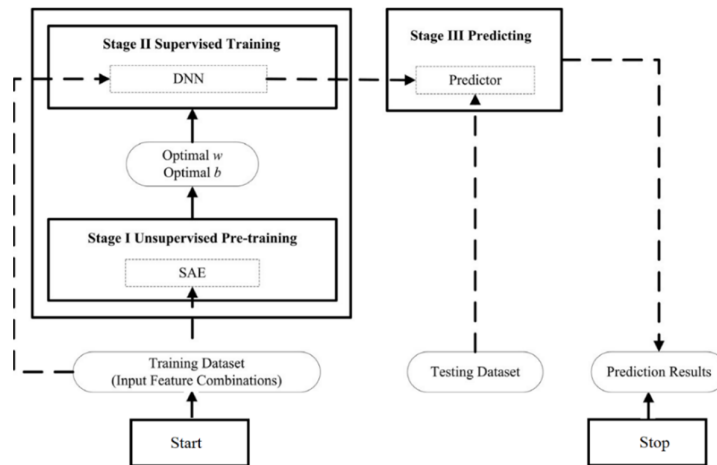 Stage II Supervised Training
DNN
Stage III Predicting
Predictor
Optimal w
Optimal b
Stage I Unsupervised Pre-training
SAE
Training Dataset
(Input Feature Combinations)
Testing Dataset
Prediction Results
Start
Stop